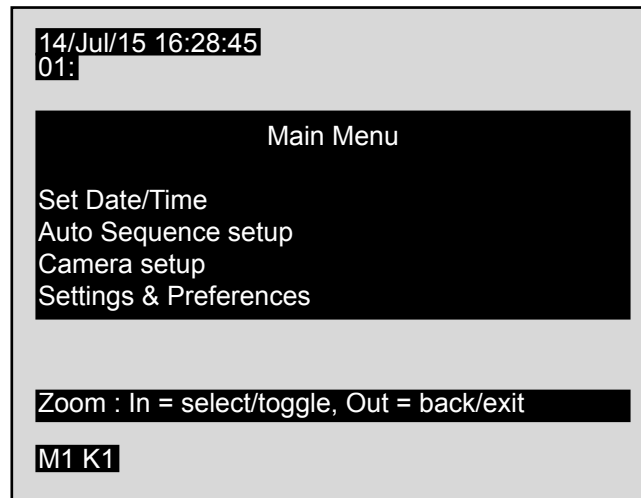 14/Jul/15 16:28:45
01:
Main Menu
Set Date/Time
Auto Sequence setup
Camera setup
Settings & Preferences
Zoom : In = select/toggle, Out = back/exit
M1 K1